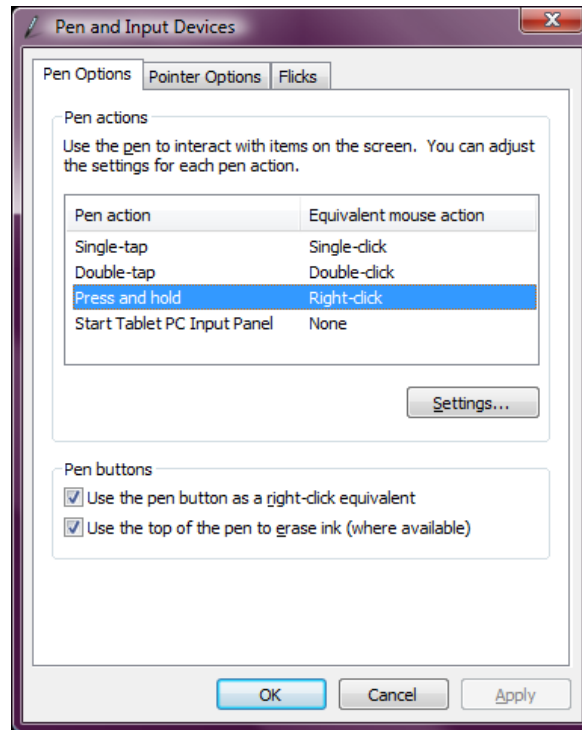 Pen and Input Devices
Pen Options Pointer Options Flicks
Pen actions
Use the pen to interact with items on the screen. You can adjust
the settings for each pen action.
Pen action Equivalent mouse action
Single-tap Single-click
Double-tap Double-click
Press and hold Right-click
Start Tablet PC Input Panel None
Settings...
Pen buttons
Use the pen button as a right-click equivalent
Use the top of the pen to erase ink (where available)
OK Cancel Apply